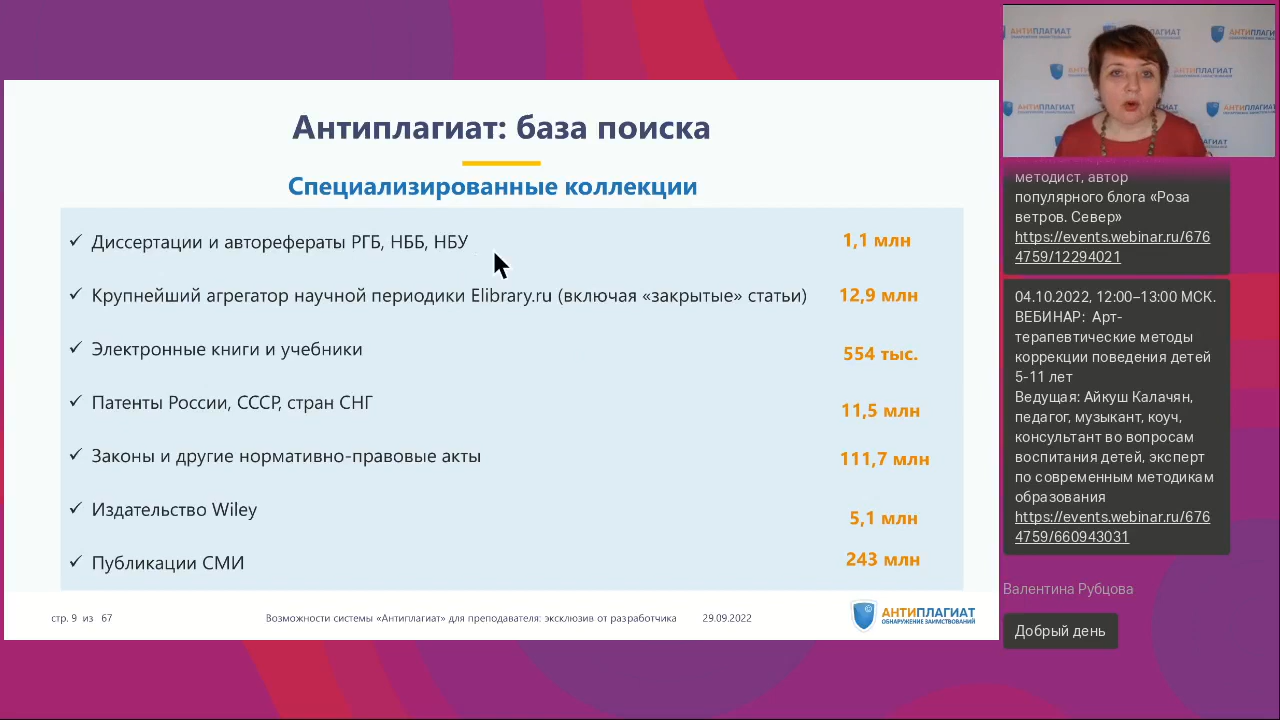 Антиплагиат: база поиска
Специализированные коллекции
✓ Диссертации и авторефераты РГБ, НББ, НБУ 1,1 млн
✓ Крупнейший агрегатор научной периодики Elibrary.ru (включая «закрытые» статьи) 12,9 млн
✓ Электронные книги и учебники 554 тыс.
✓ Патенты России, СССР, стран СНГ 11,5 млн
✓ Законы и другие нормативно-правовые акты 111,7 млн
✓ Издательство Wiley 5,1 млн
✓ Публикации СМИ 243 млн
стр. 9 из 67 Возможности системы «Антиплагиат» для преподавателя: эксклюзив от разработчика 29.09.2022
АНТИПЛАГИАТ
ОБНАРУЖЕНИЕ ЗАИМСТВОВАНИЙ
АНТИПЛАГИАТ
методист, автор
популярного блога «Роза
ветров. Север»
https://events.webinar.ru/676
4759/12294021
04.10.2022, 12:00–13:00 МСК.
ВЕБИНАР: Арт-
терапевтические методы
коррекции поведения детей
5-11 лет
Ведущая: Айкуш Калачян,
педагог, музыкант, коуч,
консультант во вопросам
воспитания детей, эксперт
по современным методикам
образования
https://events.webinar.ru/676
4759/660943031
Валентина Рубцова
Добрый день